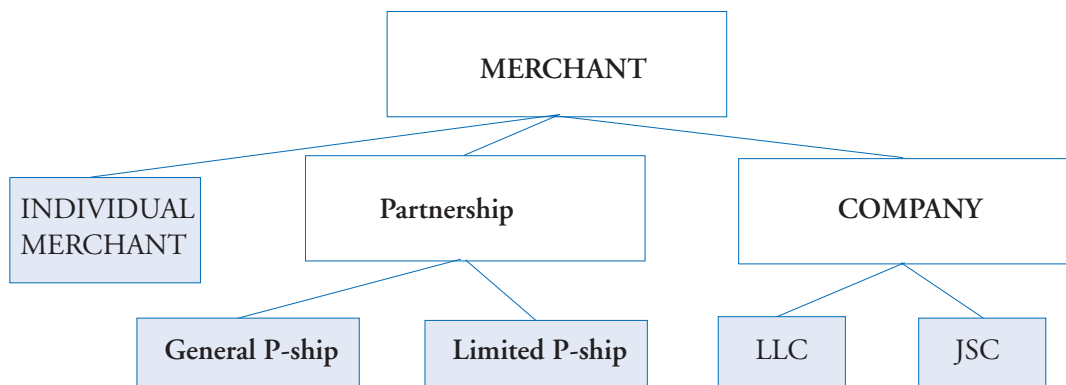 MERCHANT
INDIVIDUAL
MERCHANT
Partnership
COMPANY
General P-ship
Limited P-ship
LLC
JSC